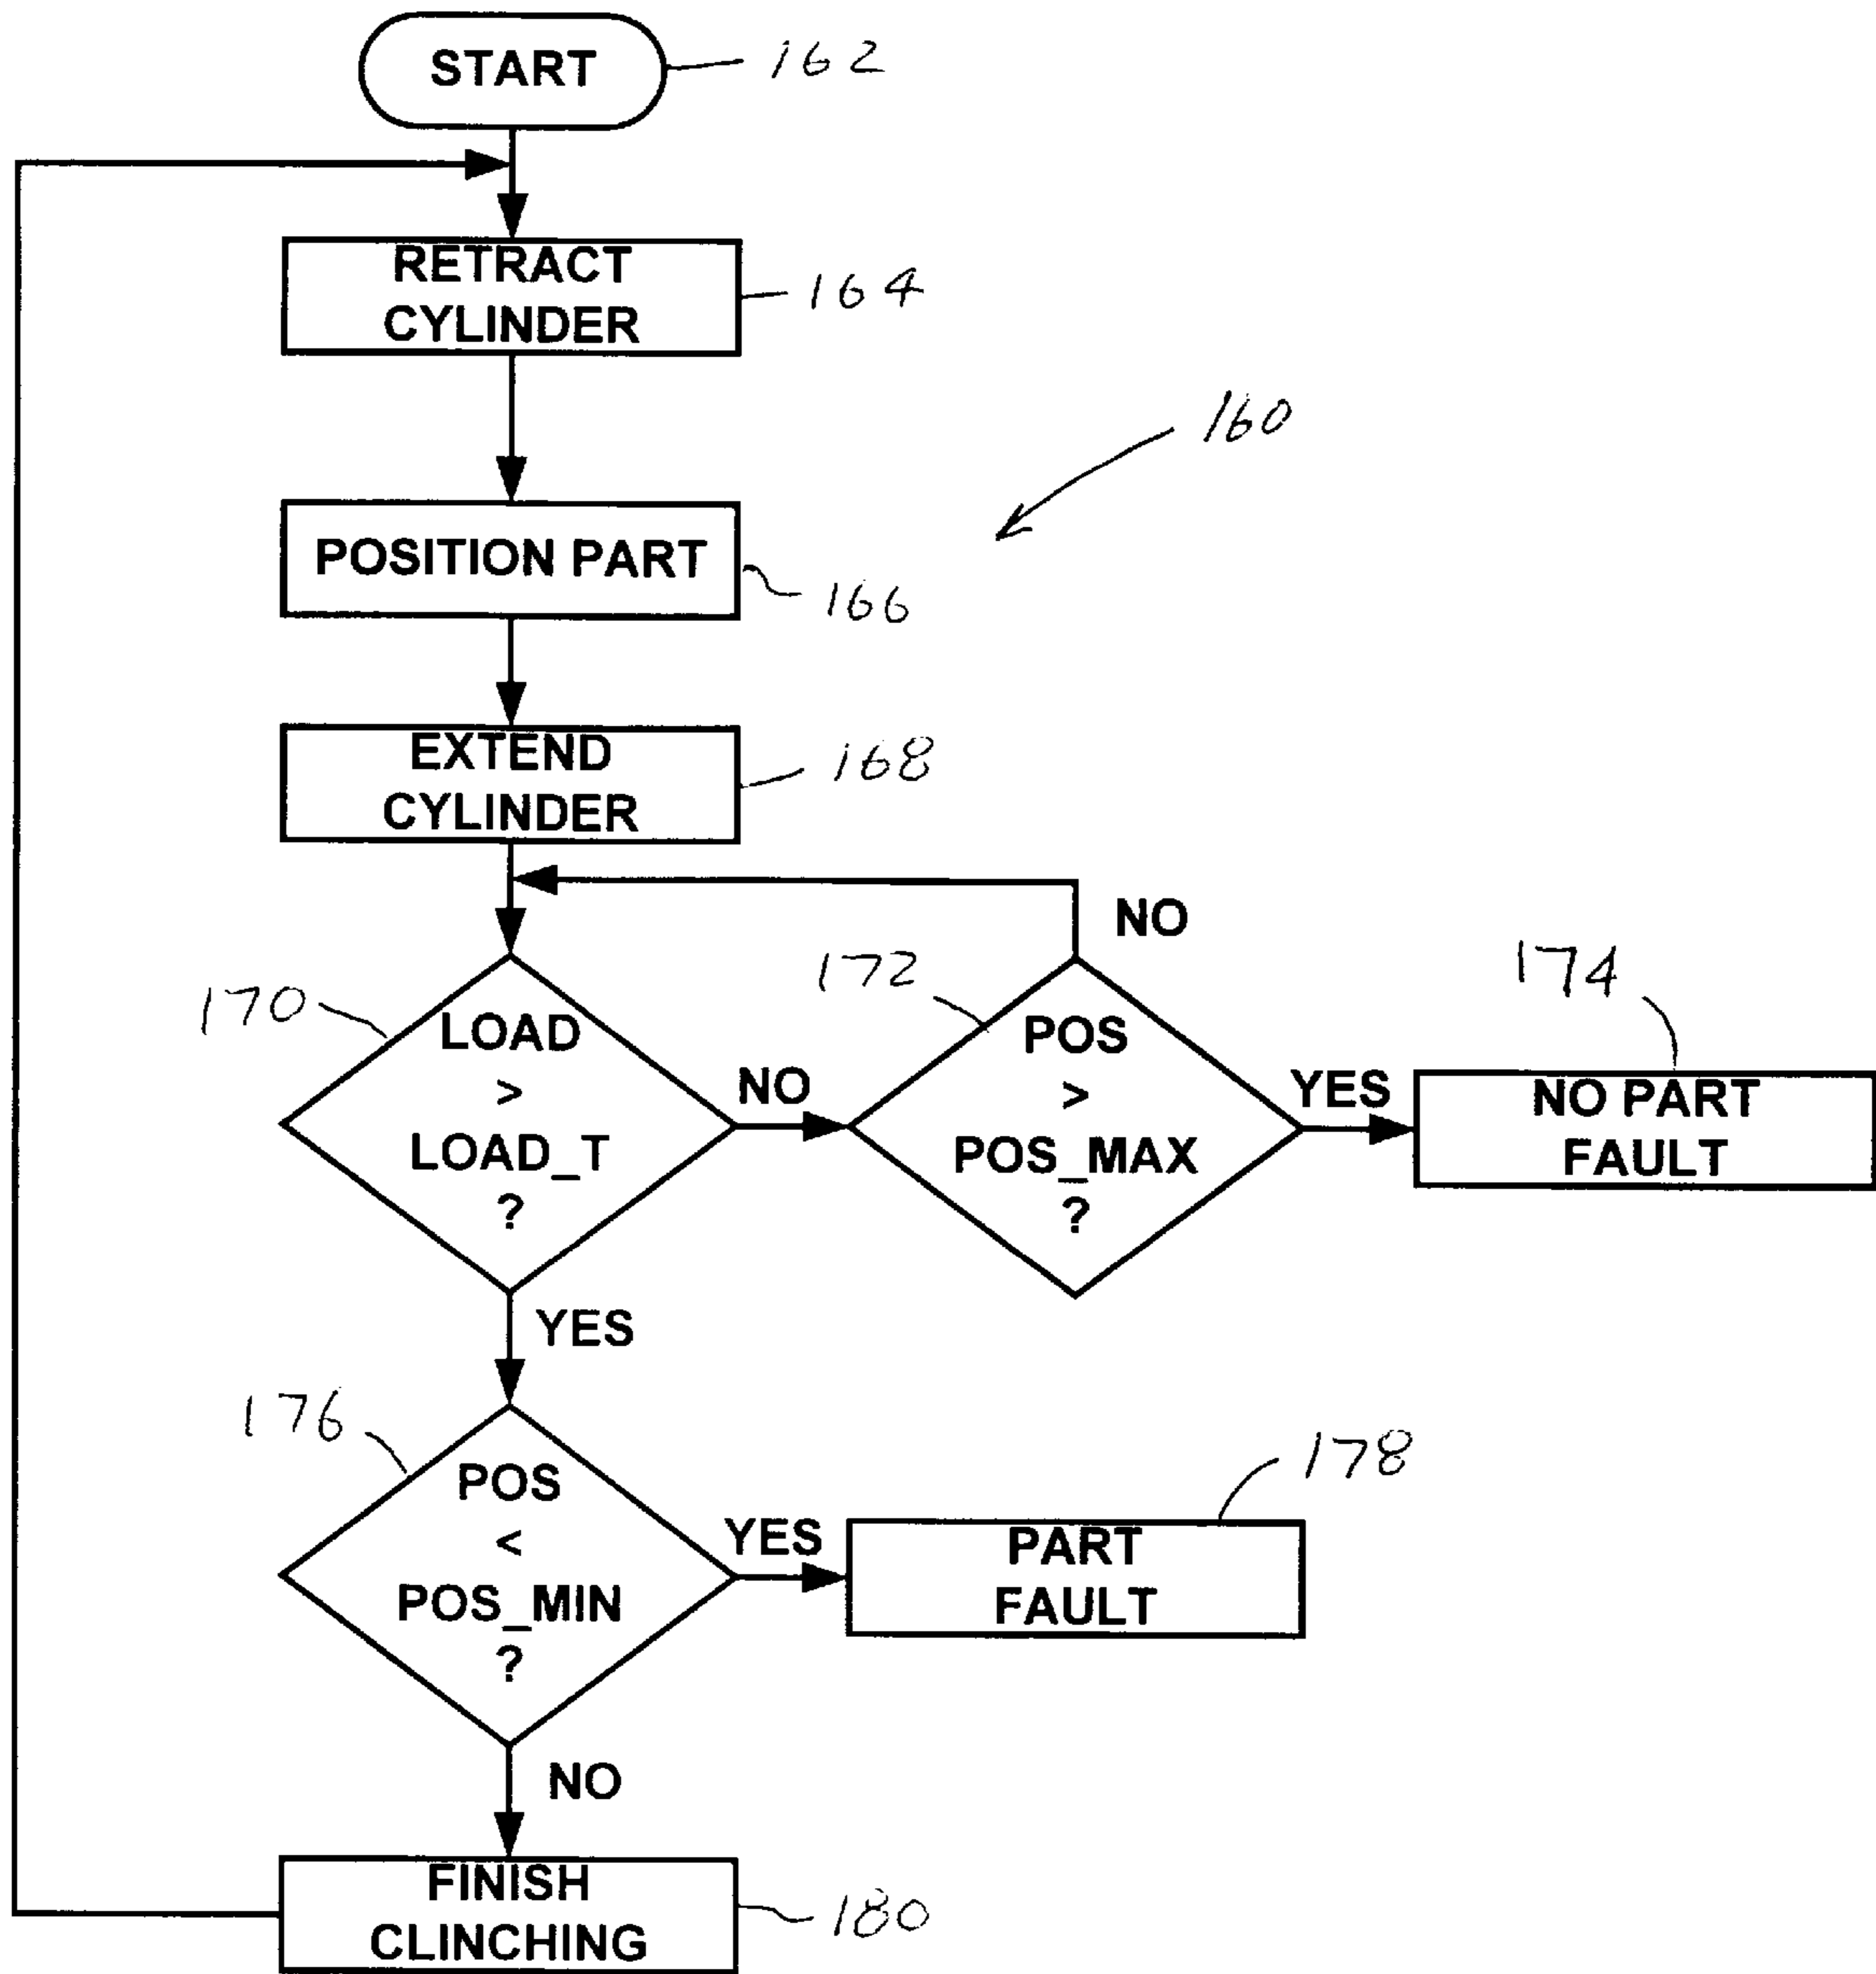 START
162
RETRACT
CYLINDER
164
160
POSITION PART
166
EXTEND
CYLINDER
168
NO
170
LOAD
>
LOAD_T
?
NO
172
POS
>
POS_MAX
?
YES
174
NO PART
FAULT
YES
176
POS
<
POS_MIN
?
YES
178
PART
FAULT
NO
FINISH
CLINCHING
180